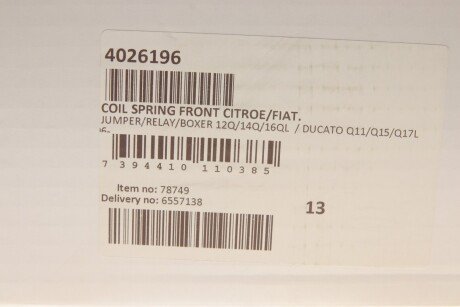 4026196
COIL SPRING FRONT CITROE/FIAT.
JUMPER/RELAY/BOXER 12Q/14Q/16QL / DUCATO Q11/Q15/Q17L
7 394410 110385
Item no: 78749
Delivery no: 6557138
13